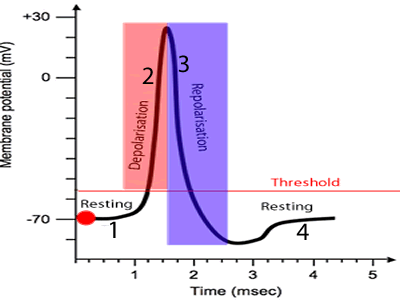 +30
2
3
0
Membrane potential (mV)
Depolarisation
Repolarisation
Threshold
Resting
Resting
-70
1
4
1
2
3
4
5
Time (msec)